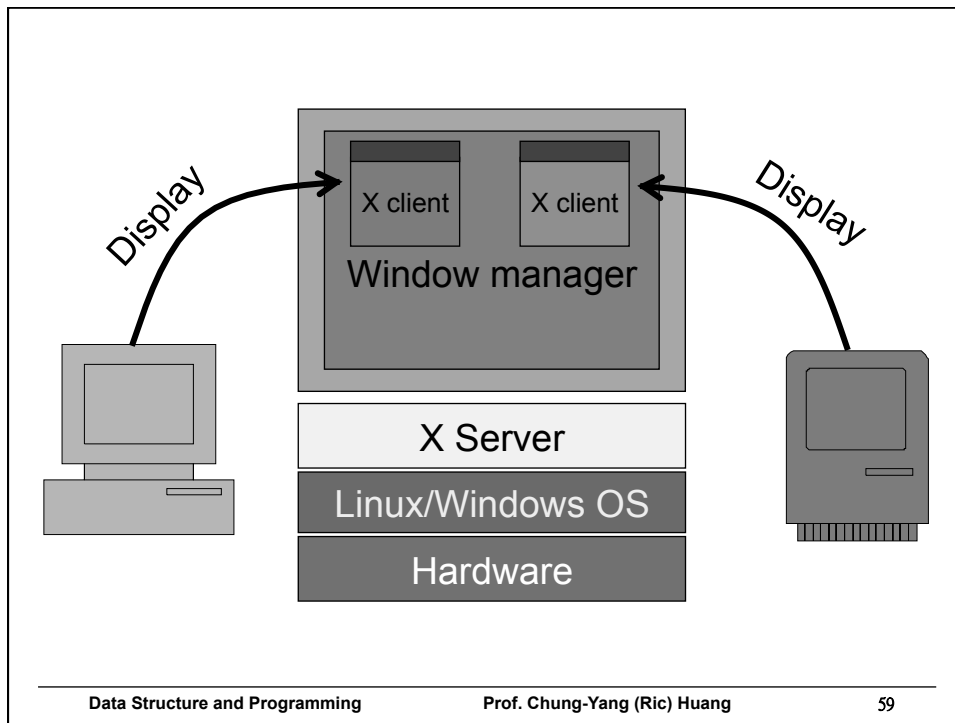 Display
X client
X client
Display
Window manager
X Server
Linux/Windows OS
Hardware
Data Structure and Programming Prof. Chung-Yang (Ric) Huang 59